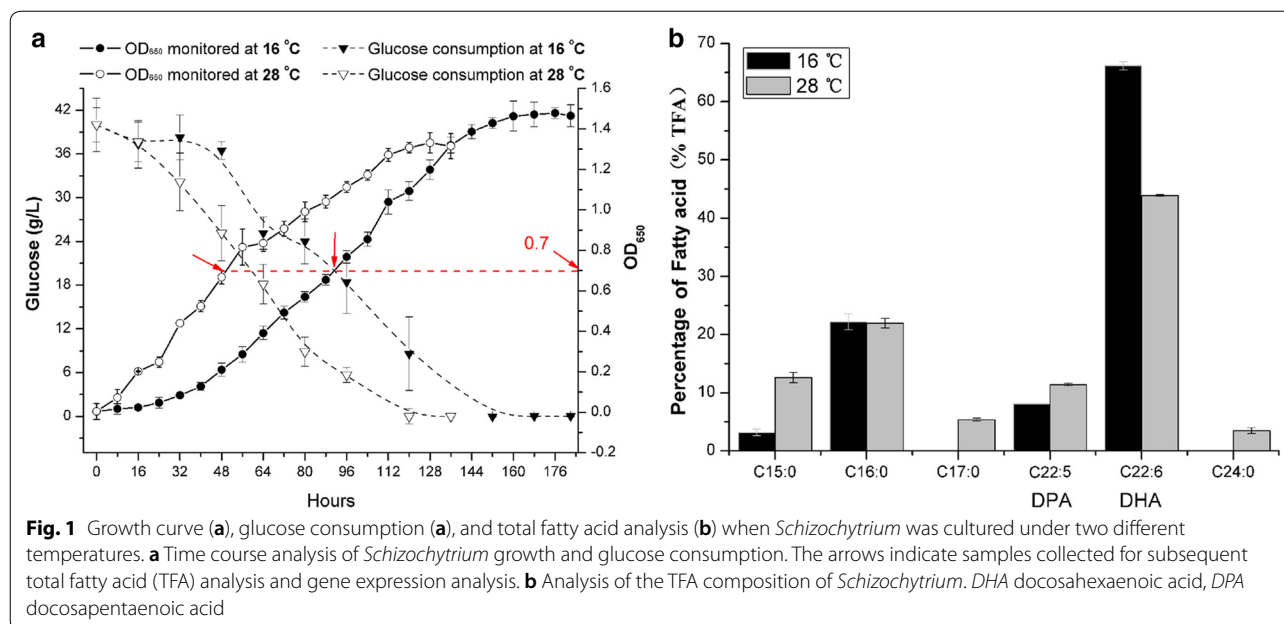 a
OD650 monitored at 16 °C
Glucose consumption at 16 °C
OD650 monitored at 28 °C
Glucose consumption at 28 °C
42
36
30
24
18
12
6
0
Glucose (g/L)
1.6
1.4
1.2
1.0
0.8
0.6
0.4
0.2
0.0
-0.2
OD650
0.7
0 16 32 48 64 80 96 112 128 144 160 176
Hours
b
16 ℃
28 ℃
70
60
50
40
30
20
10
0
Percentage of Fatty acid (% TFA)
C15:0 C16:0 C17:0 C22:5 C22:6 C24:0
DPA DHA
Fig. 1 Growth curve (a), glucose consumption (a), and total fatty acid analysis (b) when Schizochytrium was cultured under two different
temperatures. a Time course analysis of Schizochytrium growth and glucose consumption. The arrows indicate samples collected for subsequent
total fatty acid (TFA) analysis and gene expression analysis. b Analysis of the TFA composition of Schizochytrium. DHA docosahexaenoic acid, DPA
docosapentaenoic acid